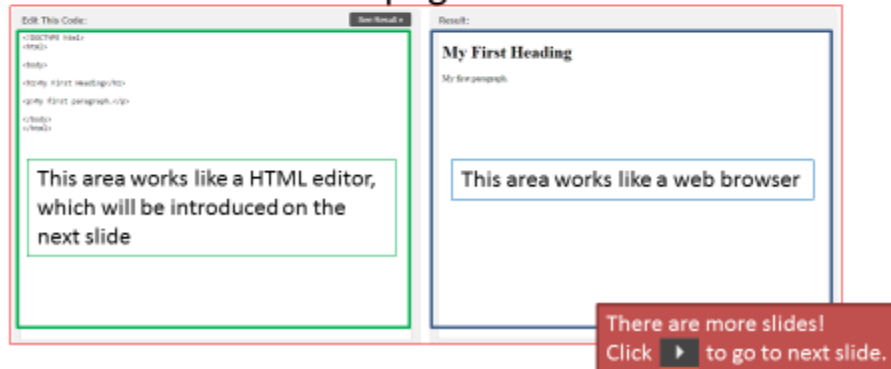 Edit This Code:
See Result »
<!DOCTYPE html>
<html>
<body>
<h1>My First Heading</h1>
<p>My first paragraph.</p>
</body>
</html>
This area works like a HTML editor,
which will be introduced on the
next slide
Result:
My First Heading
My first paragraph.
This area works like a web browser
There are more slides!
Click to go to next slide.